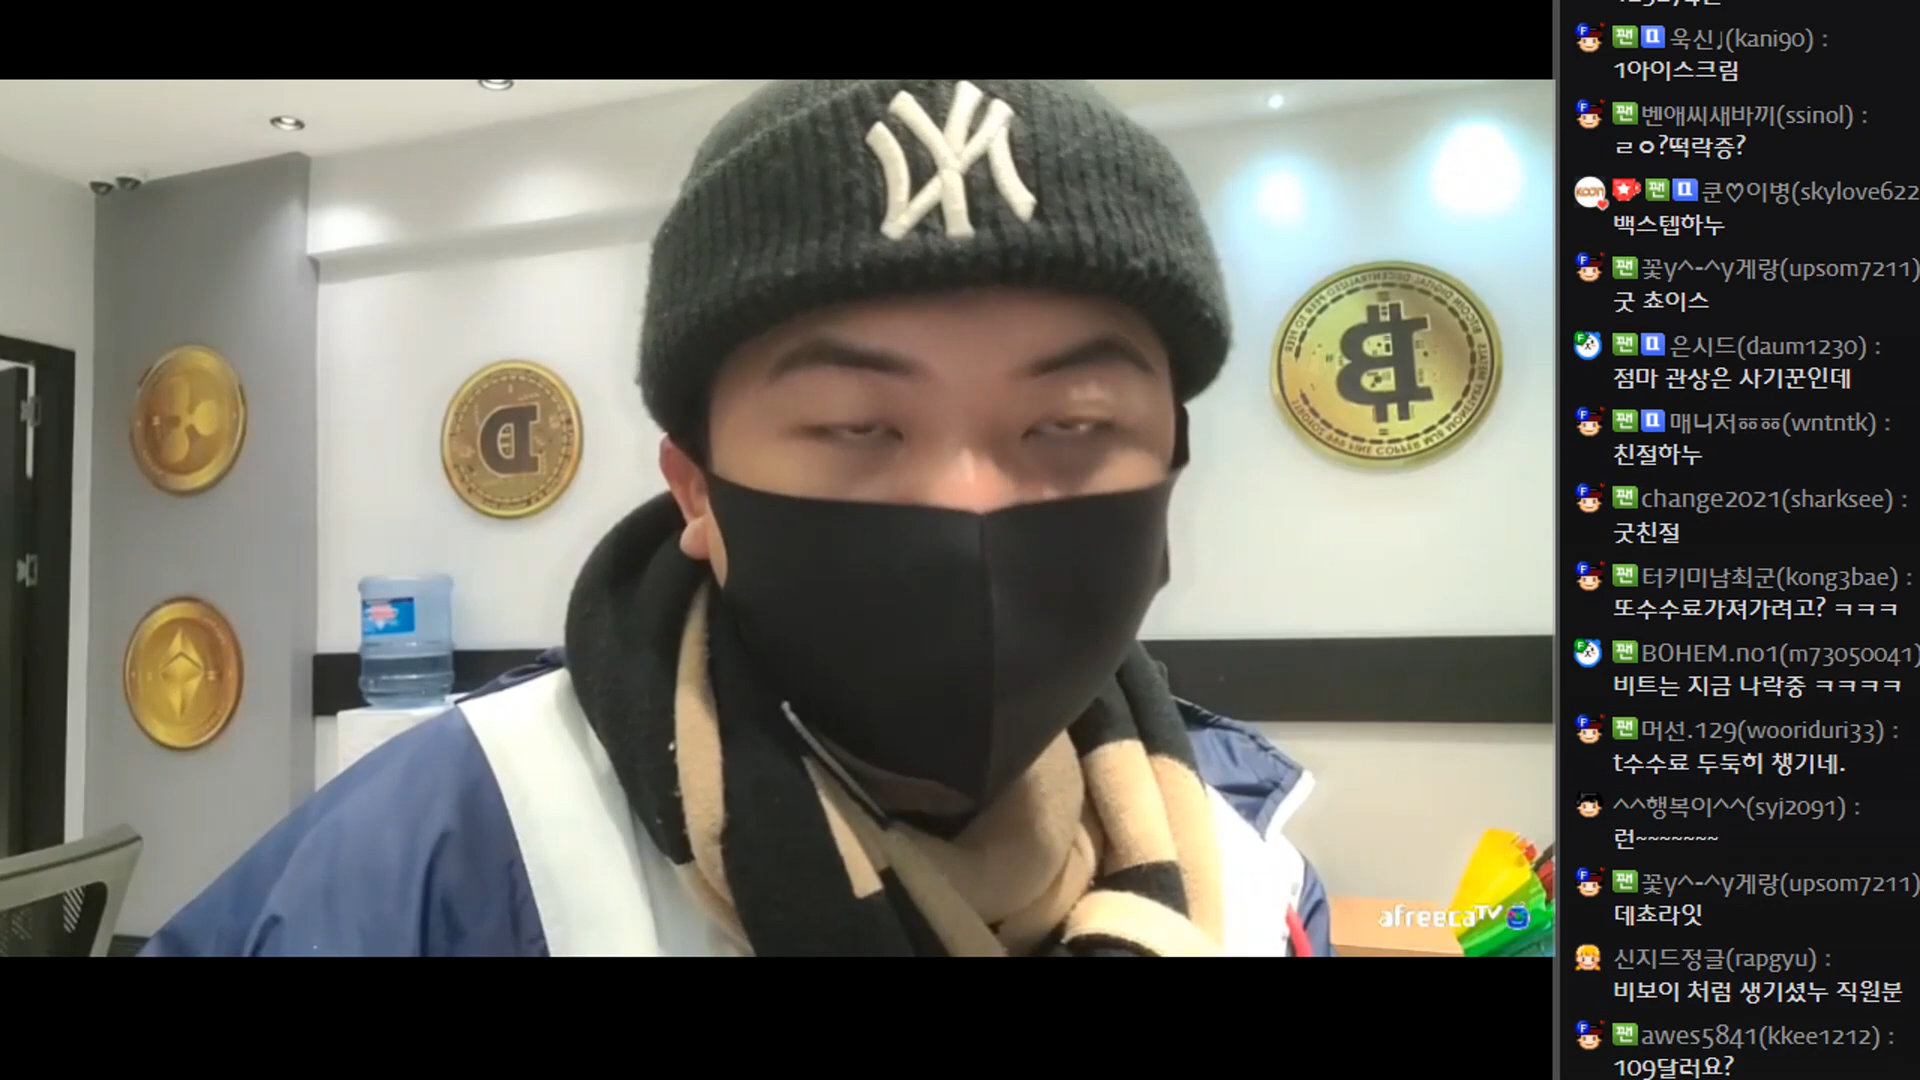 욱신♩(kani90) :
1아이스크림
벤애씨새바끼(ssinol) :
ㄹㅇ?떡락증?
쿤♡이병(skylove622
백스텝하누
꽃y^-^y게랑(upsom7211)
굿 쵸이스
은시드(daum1230) :
점마 관상은 사기꾼인데
매니저ㅎㅎ(wntntk) :
친절하누
change2021(sharksee) :
굿친절
터키미남최군(kong3bae) :
또수수료가져가려고? ㅋㅋㅋ
BOHEM.no1(m73050041)
비트는 지금 나락중 ㅋㅋㅋㅋ
머선.129(wooriduri33) :
t수수료 두둑히 챙기네.
^^행복이^^(syj2091) :
런~~~~~~~
꽃y^-^y게랑(upsom7211)
데쵸라잇
신지드정글(rapgyu) :
비보이 처럼 생기셨누 직원분
awes5841(kkee1212) :
109달러요?
afreecaTV